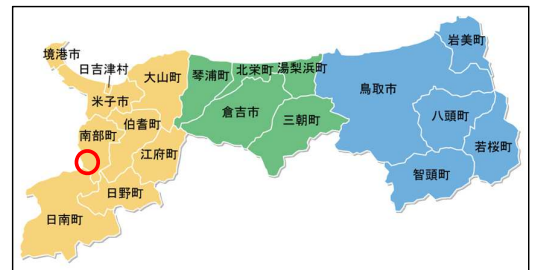 境港市
日吉津村
米子市
大山町
南部町
伯耆町
江府町
日野町
日南町
琴浦町
北栄町
湯梨浜町
倉吉市
三朝町
鳥取市
岩美町
八頭町
若桜町
智頭町